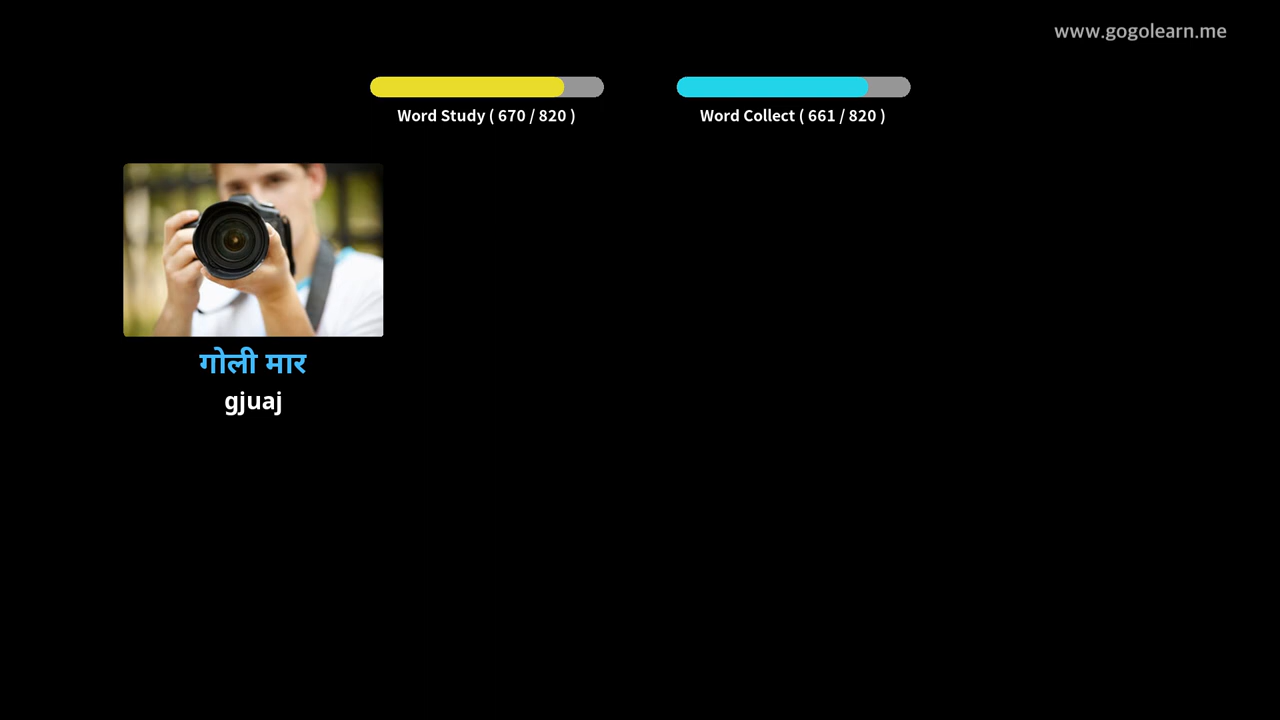 www.gogolearn.me
Word Study ( 670 / 820 )
Word Collect ( 661 / 820 )
गोली मार
gjuaj